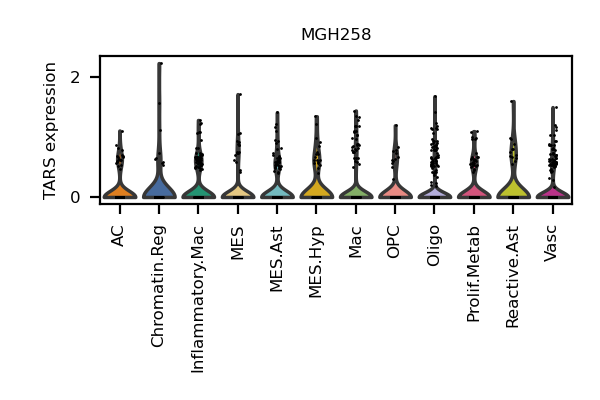 MGH258
TARS expression
2
0
AC
Chromatin.Reg
Inflammatory.Mac
MES
MES.Ast
MES.Hyp
Mac
OPC
Oligo
Prolif.Metab
Reactive.Ast
Vasc